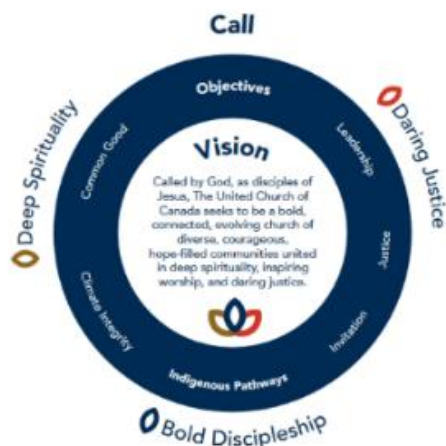 Call
Deep Spirituality
Daring Justice
Bold Discipleship
Objectives
Leadership
Justice
Invitation
Indigenous Pathways
Climate Integrity
Common Good
Vision
Called by God, as disciples of
Jesus, The United Church of
Canada seeks to be a bold,
connected, evolving church of
diverse, courageous,
hope-filled communities united
in deep spirituality, inspiring
worship, and daring justice.